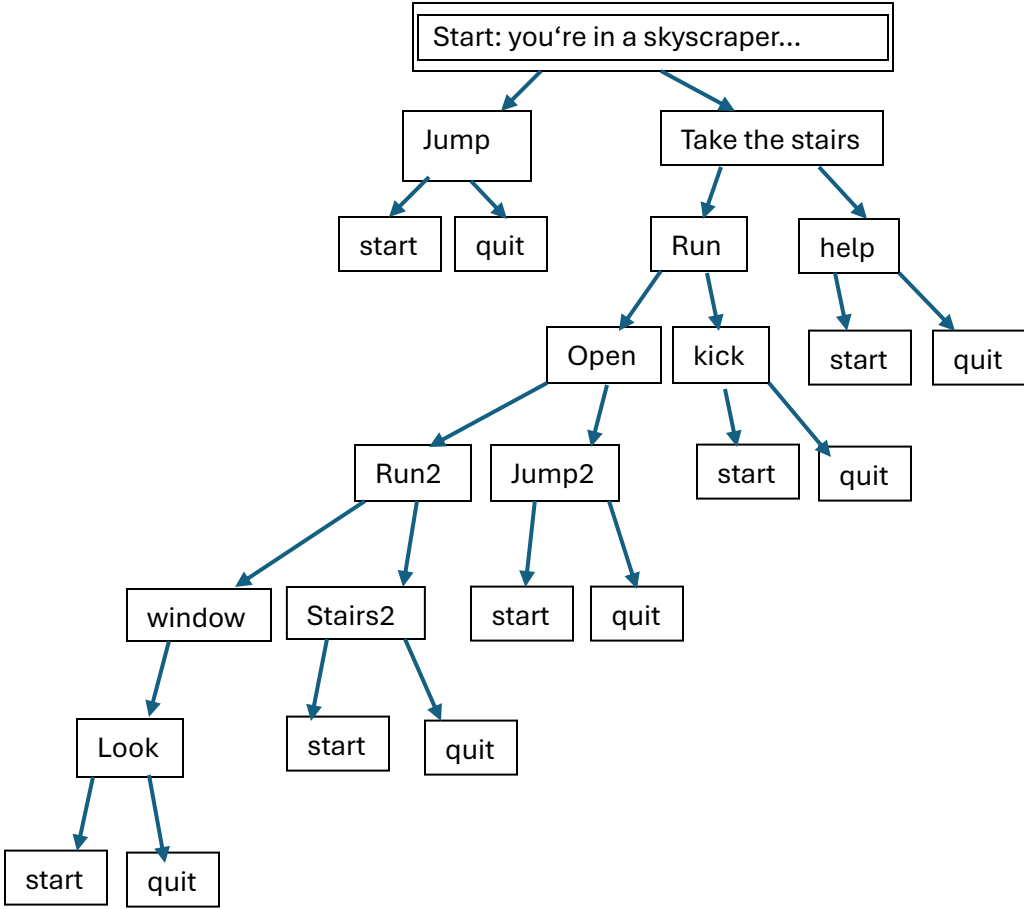 Start: you‘re in a skyscraper...
Jump
Take the stairs
start
quit
Run
help
Open
kick
start
quit
Run2
Jump2
start
quit
window
Stairs2
start
quit
Look
start
quit
start
quit